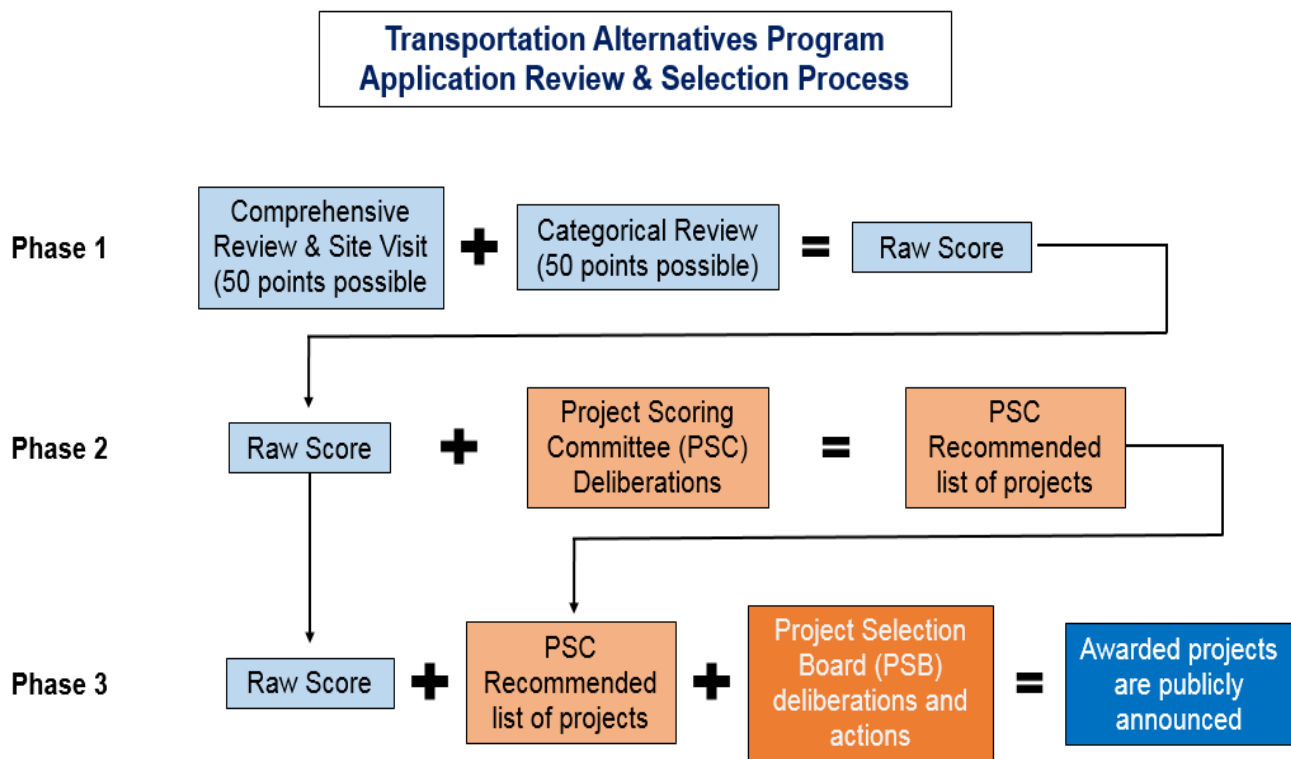 Transportation Alternatives Program
Application Review & Selection Process
Phase 1
Comprehensive
Review & Site Visit
(50 points possible
+
Categorical Review
(50 points possible)
=
Raw Score
Phase 2
Raw Score
+
Project Scoring
Committee (PSC)
Deliberations
=
PSC
Recommended
list of projects
Phase 3
Raw Score
+
PSC
Recommended
list of projects
+
Project Selection
Board (PSB)
deliberations and
actions
=
Awarded projects
are publicly
announced